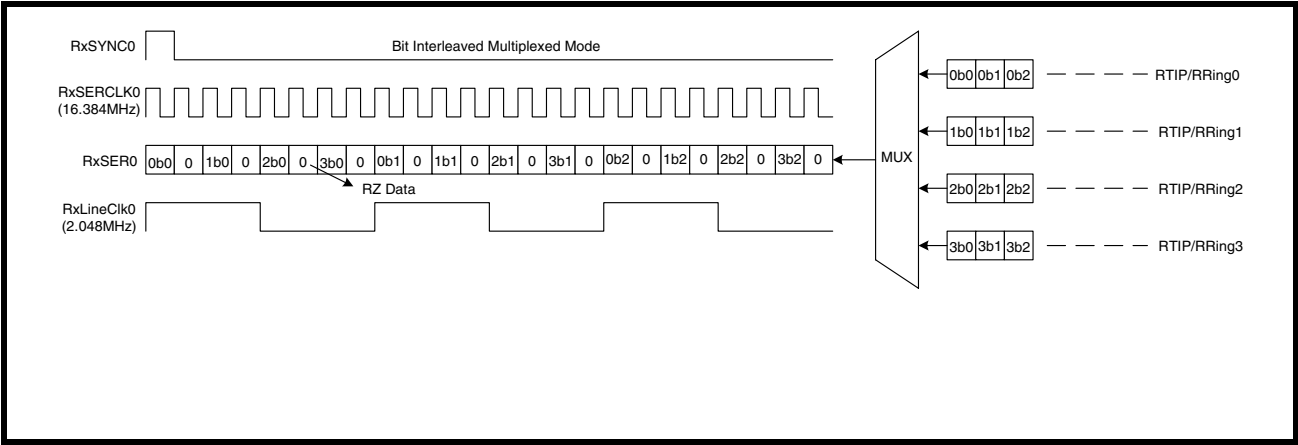 RxSYNC0
Bit Interleaved Multiplexed Mode
RxSERCLK0
(16.384MHz)
RxSER0
0b0 0 1b0 0 2b0 0 3b0 0 0b1 0 1b1 0 2b1 0 3b1 0 0b2 0 1b2 0 2b2 0 3b2 0
RZ Data
RxLineClk0
(2.048MHz)
MUX
0b0 0b1 0b2
RTIP/RRing0
1b0 1b1 1b2
RTIP/RRing1
2b0 2b1 2b2
RTIP/RRing2
3b0 3b1 3b2
RTIP/RRing3